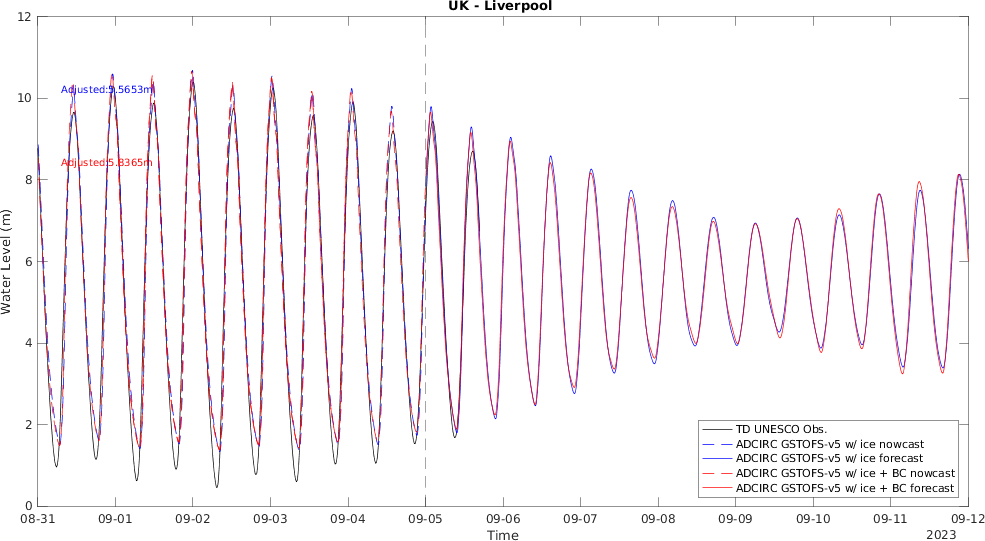 UK - Liverpool
12
10
8
6
4
2
0
Water Level (m)
Adjusted:5.5653m
Adjusted:5.8365m
TD UNESCO Obs.
ADCIRC GSTOFS-v5 w/ ice nowcast
ADCIRC GSTOFS-v5 w/ ice forecast
ADCIRC GSTOFS-v5 w/ ice + BC nowcast
ADCIRC GSTOFS-v5 w/ ice + BC forecast
08-31 09-01 09-02 09-03 09-04 09-05 09-06 09-07 09-08 09-09 09-10 09-11 09-12
Time
2023